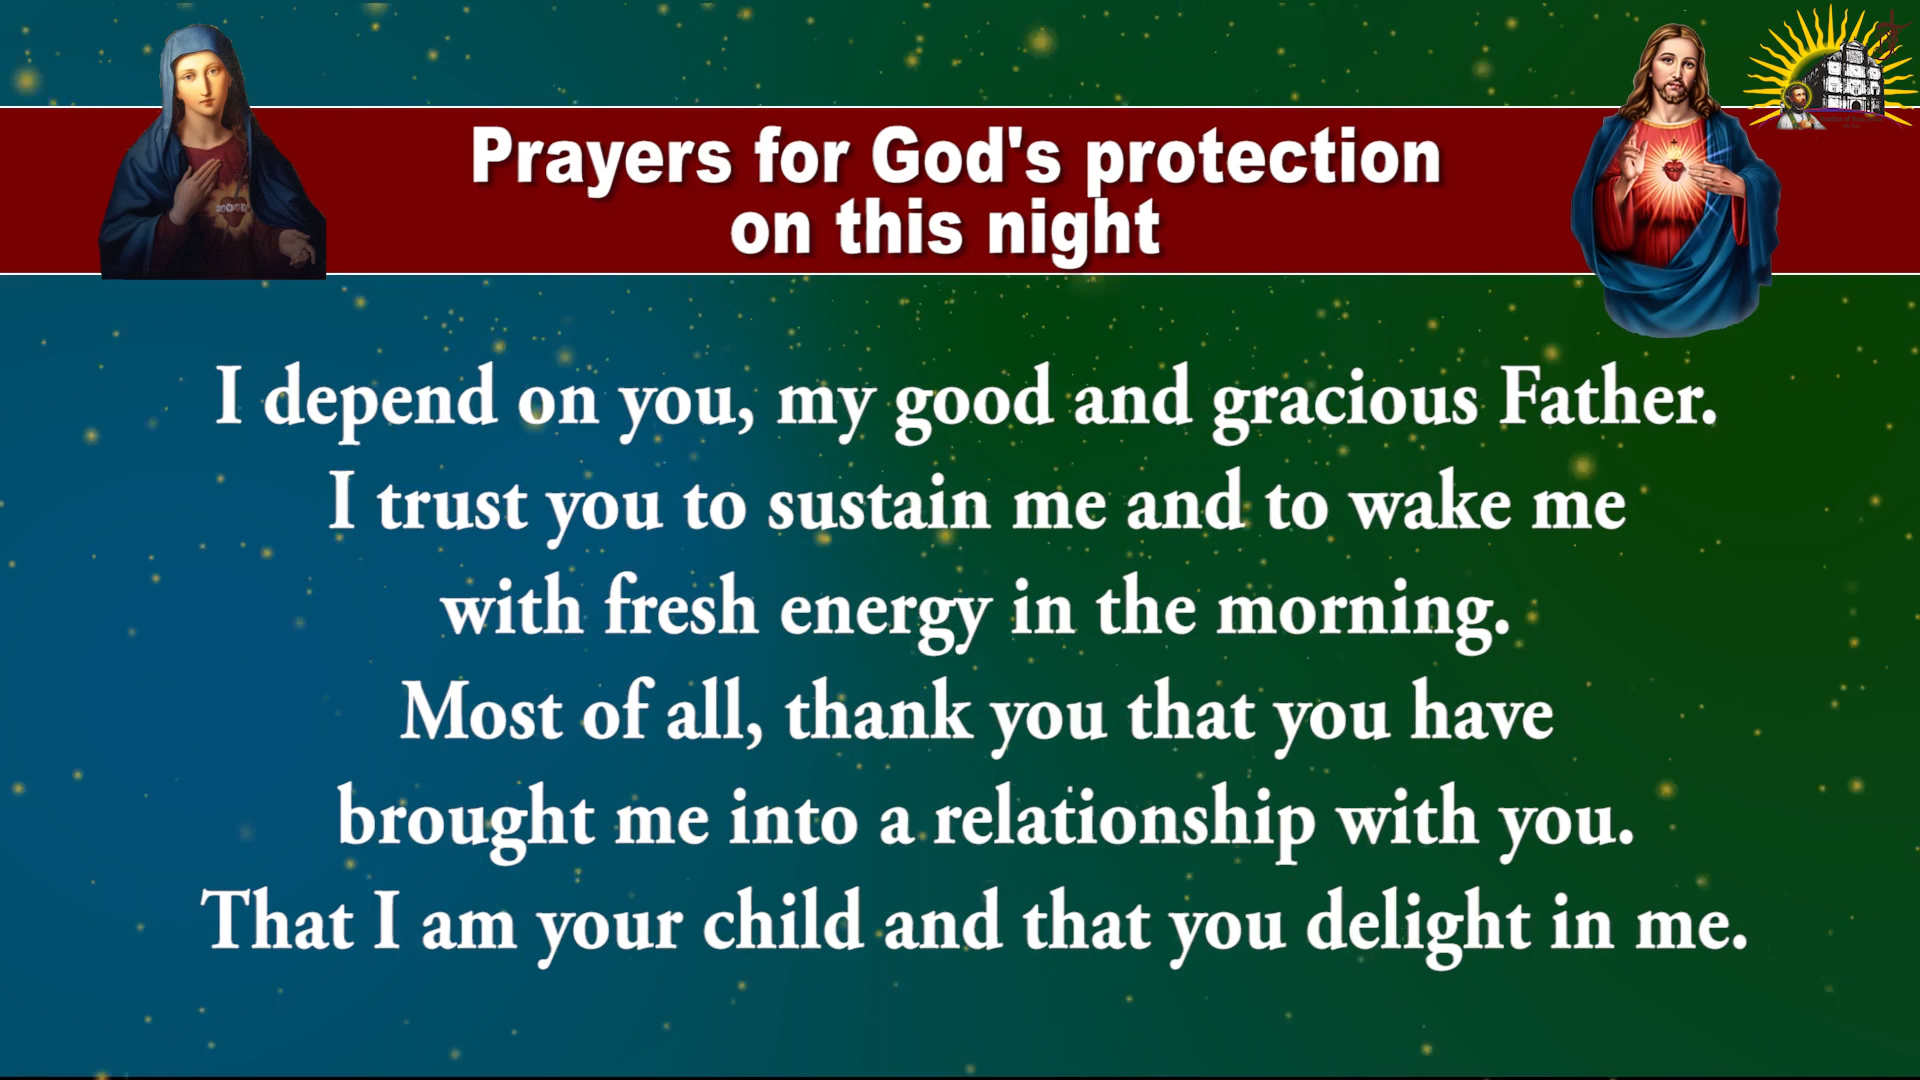 Prayers for God's protection
on this night
I depend on you, my good and gracious Father.
I trust you to sustain me and to wake me
with fresh energy in the morning.
Most of all, thank you that you have
brought me into a relationship with you.
That I am your child and that you delight in me.